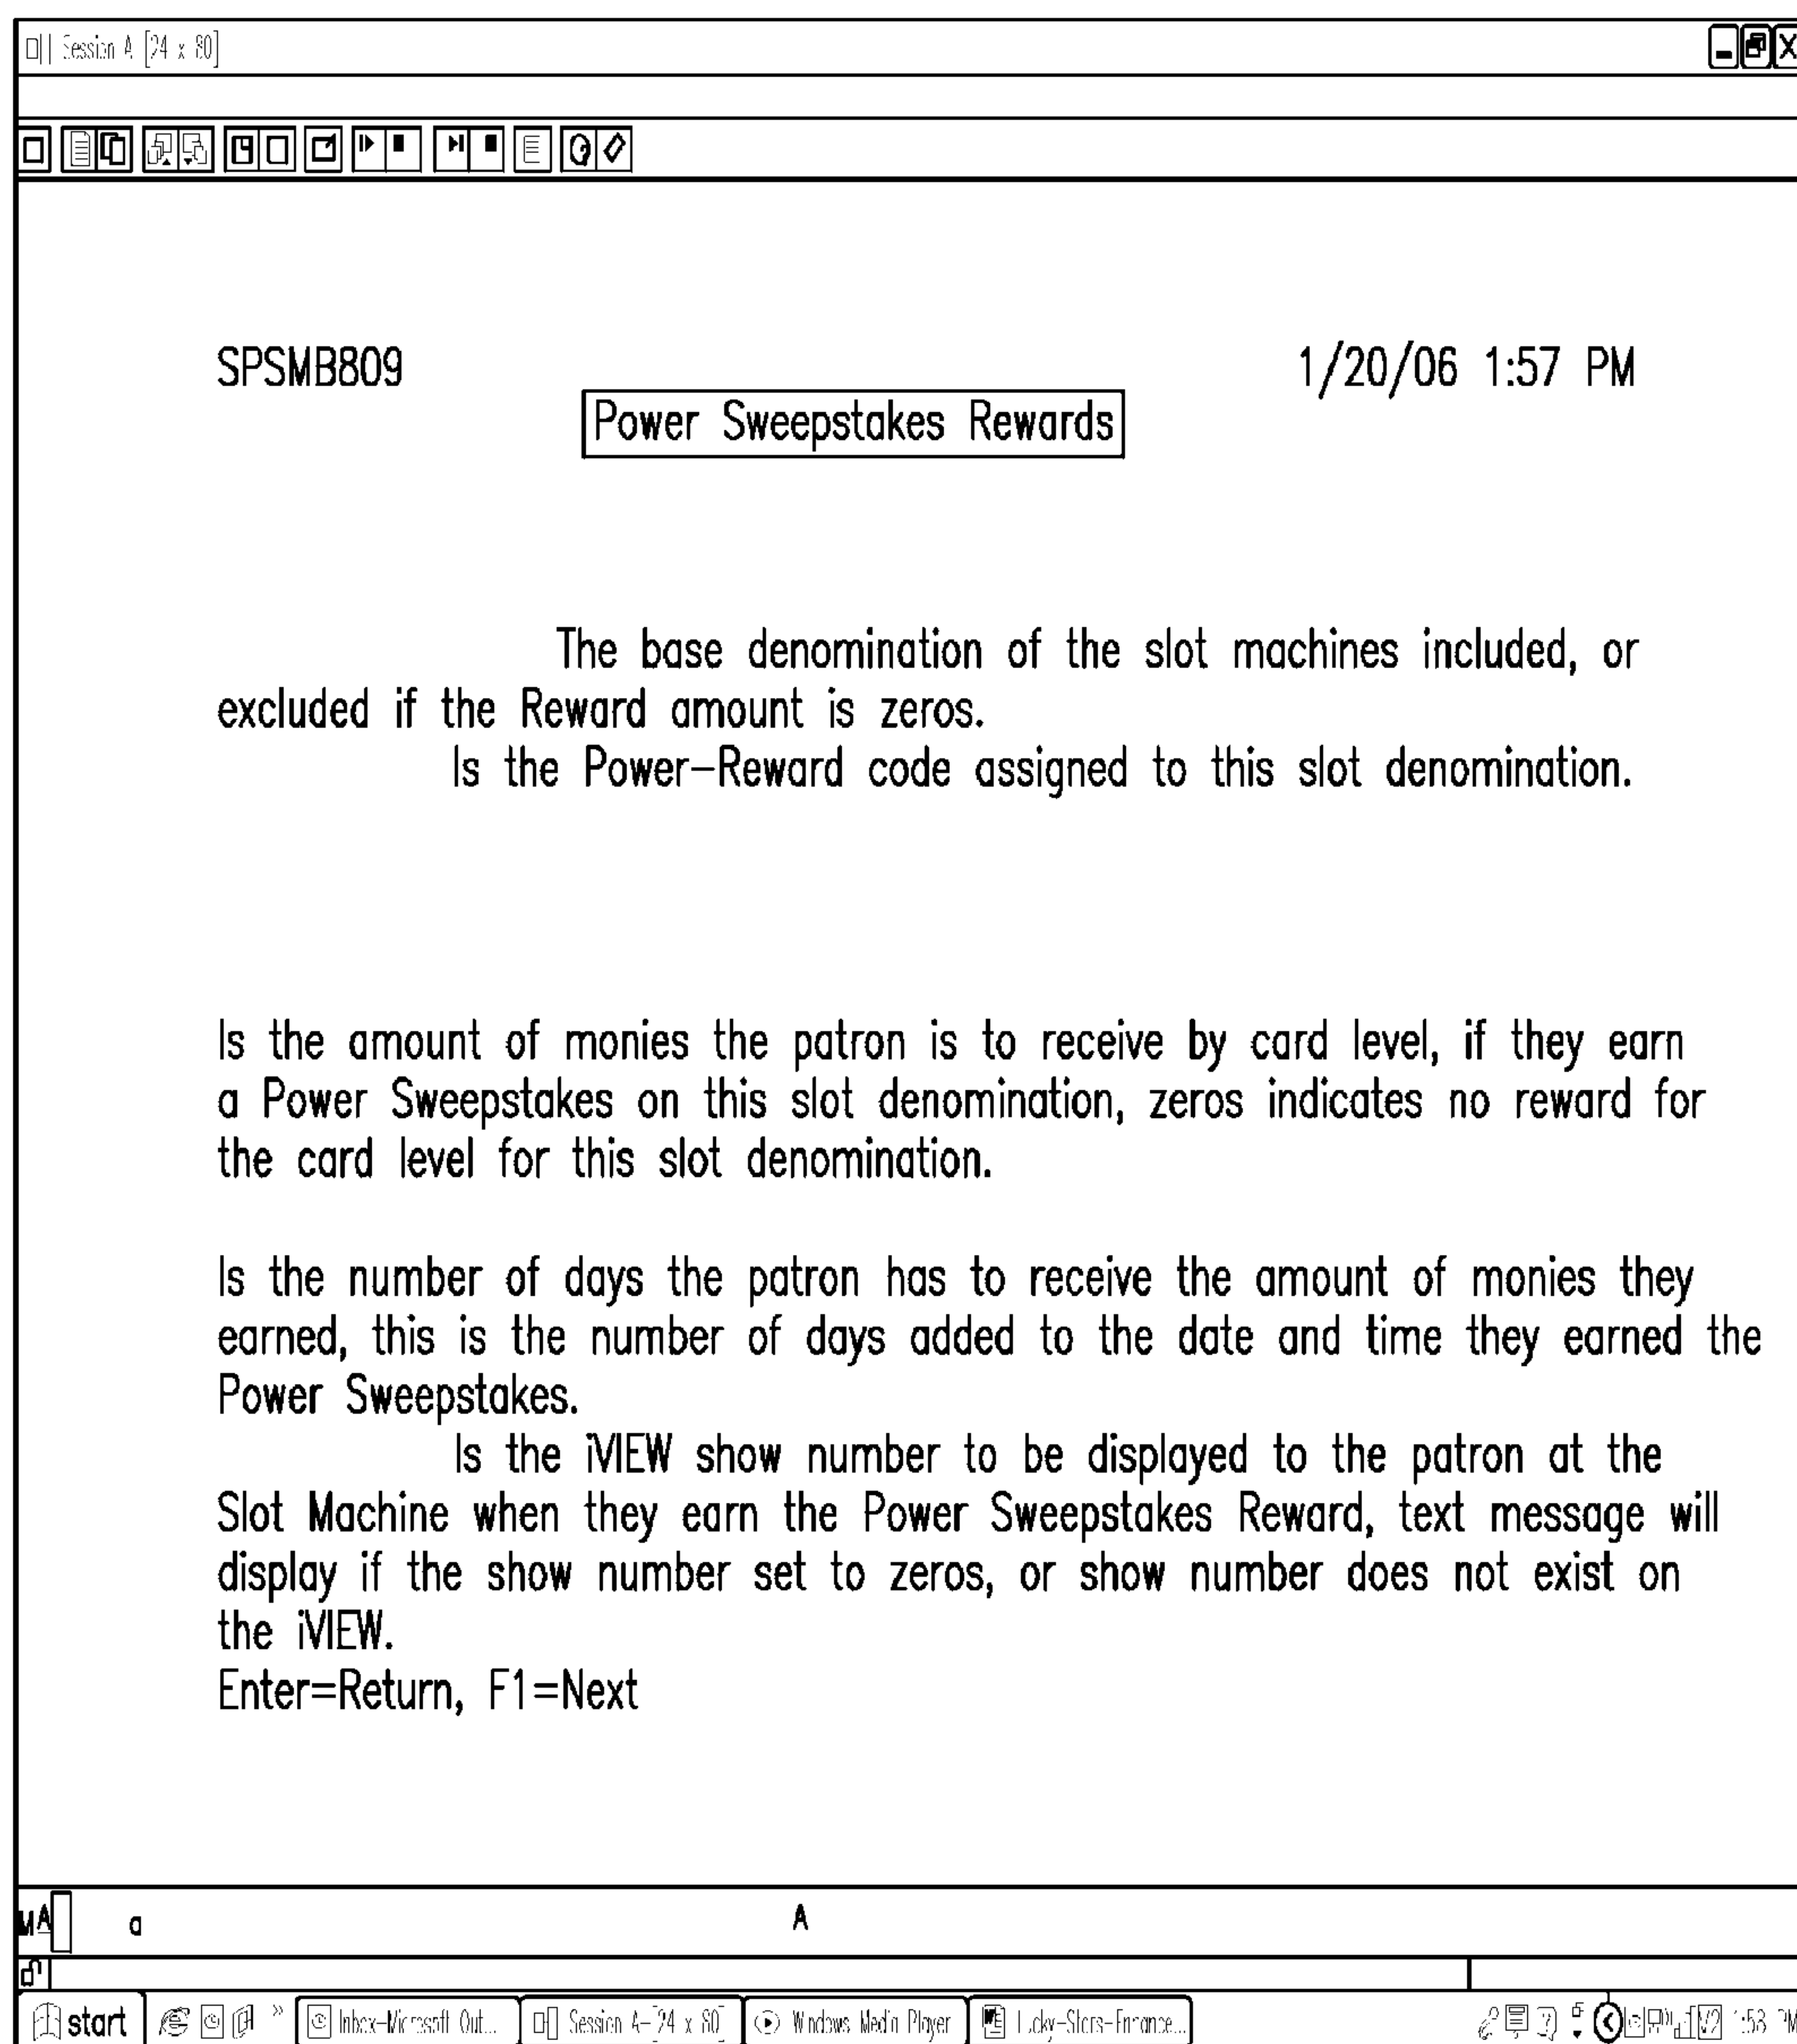 Session A [24 x 80]
SPSMB809 1/20/06 1:57 PM
Power Sweepstakes Rewards
The base denomination of the slot machines included, or
excluded if the Reward amount is zeros.
Is the Power-Reward code assigned to this slot denomination.
Is the amount of monies the patron is to receive by card level, if they earn
a Power Sweepstakes on this slot denomination, zeros indicates no reward for
the card level for this slot denomination.
Is the number of days the patron has to receive the amount of monies they
earned, this is the number of days added to the date and time they earned the
Power Sweepstakes.
Is the iVIEW show number to be displayed to the patron at the
Slot Machine when they earn the Power Sweepstakes Reward, text message will
display if the show number set to zeros, or show number does not exist on
the iVIEW.
Enter=Return, F1=Next
MA a A
start Inbox-Microsoft Out... Session A-[24 x 80] Windows Media Player 1:58 PM